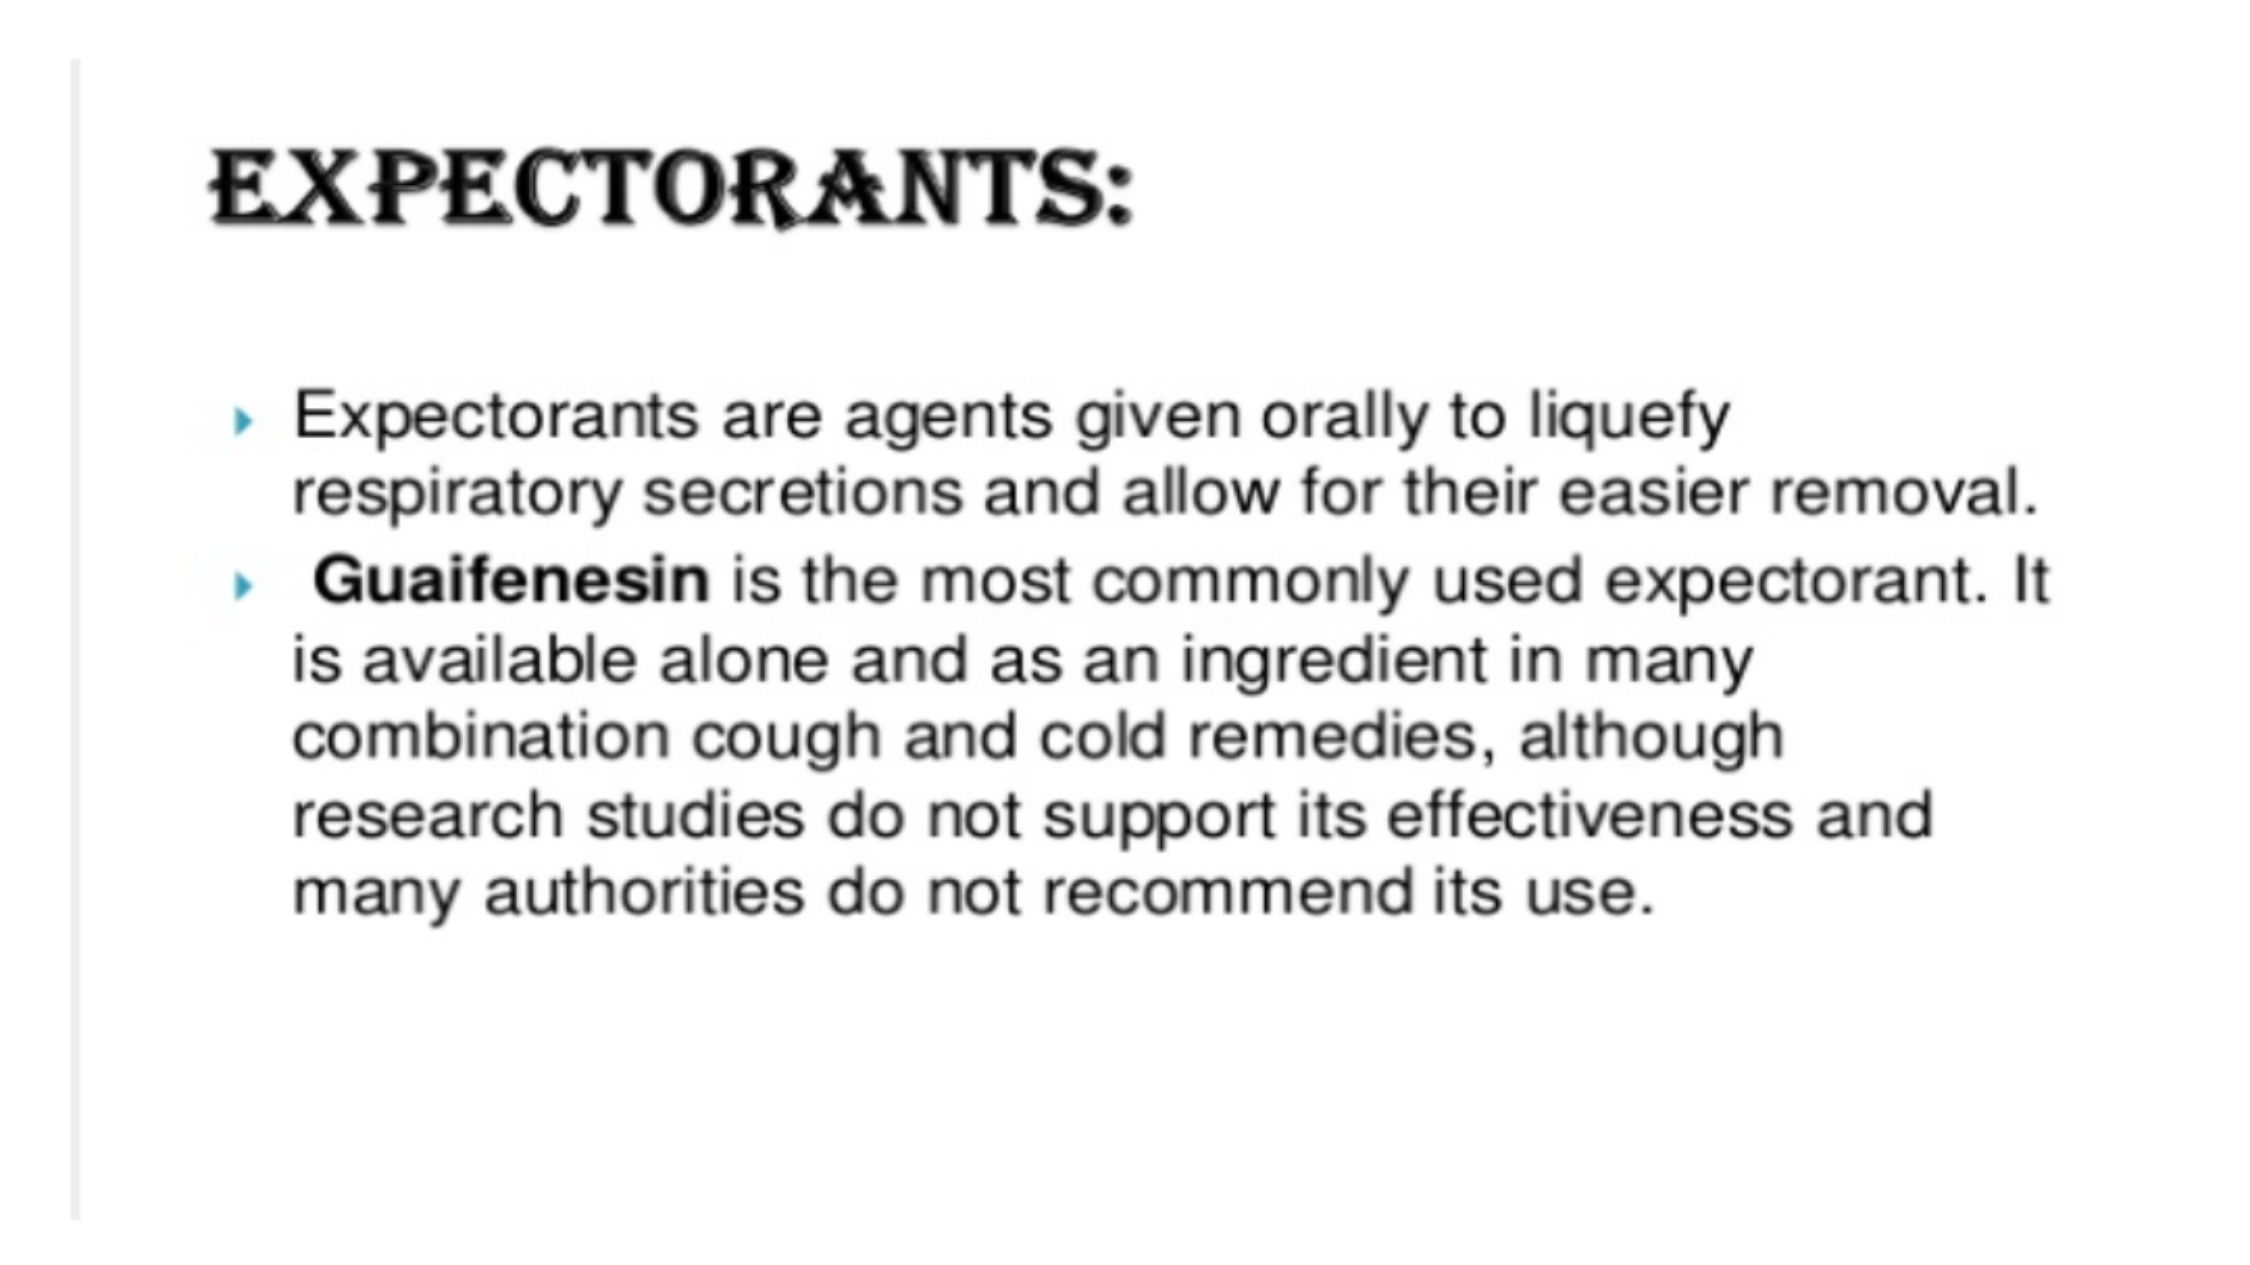 EXPECTORANTS:
Expectorants are agents given orally to liquefy
respiratory secretions and allow for their easier removal.
Guaifenesin is the most commonly used expectorant. It
is available alone and as an ingredient in many
combination cough and cold remedies, although
research studies do not support its effectiveness and
many authorities do not recommend its use.